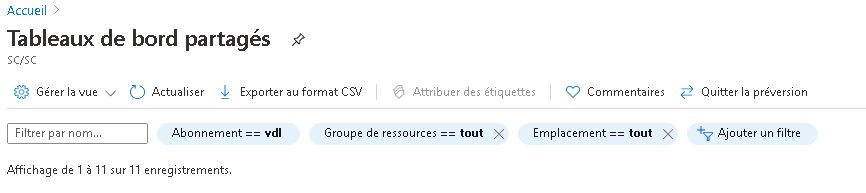 Accueil
Tableaux de bord partagés
SC/SC
Gérer la vue Actualiser Exporter au format CSV Attribuer des étiquettes Commentaires Quitter la préversion
Filtrer par nom... Abonnement == vdl Groupe de ressources == tout Emplacement == tout Ajouter un filtre
Affichage de 1 à 11 sur 11 enregistrements.